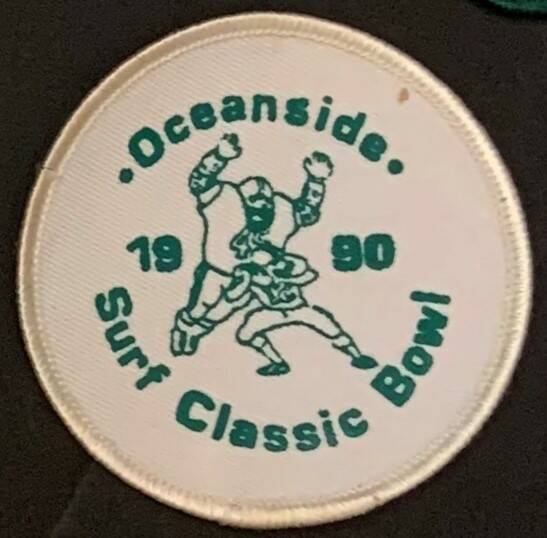 •Oceanside•
19 90
Surf Classic Bowl